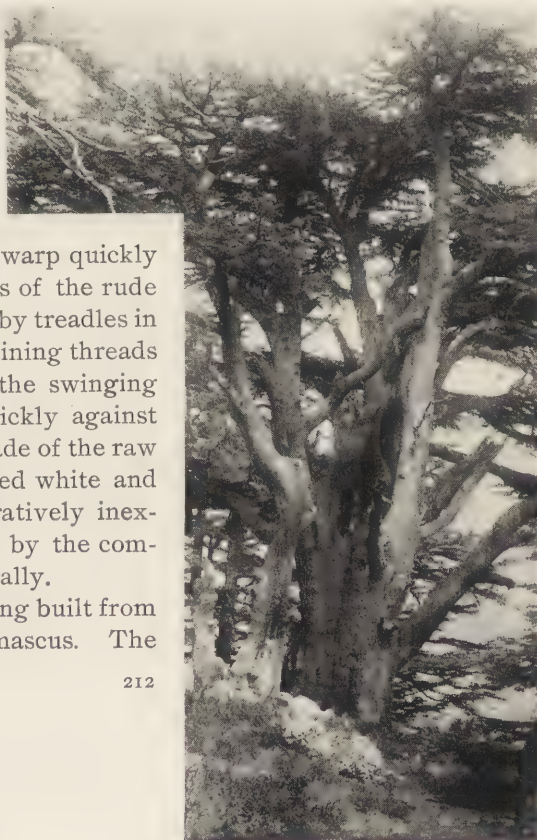 warp quickly
s of the rude
by treadles in
ining threads
the swinging
ickly against
de of the raw
ed white and
ratively inex-
by the com-
ally.
ng built from
nascus. The
212